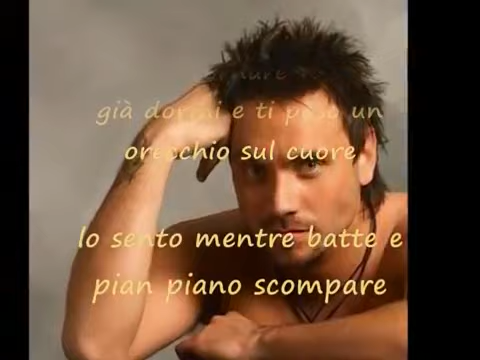 già dormi e ti poso un
orecchio sul cuore
lo sento mentre batte e
pian piano scompare